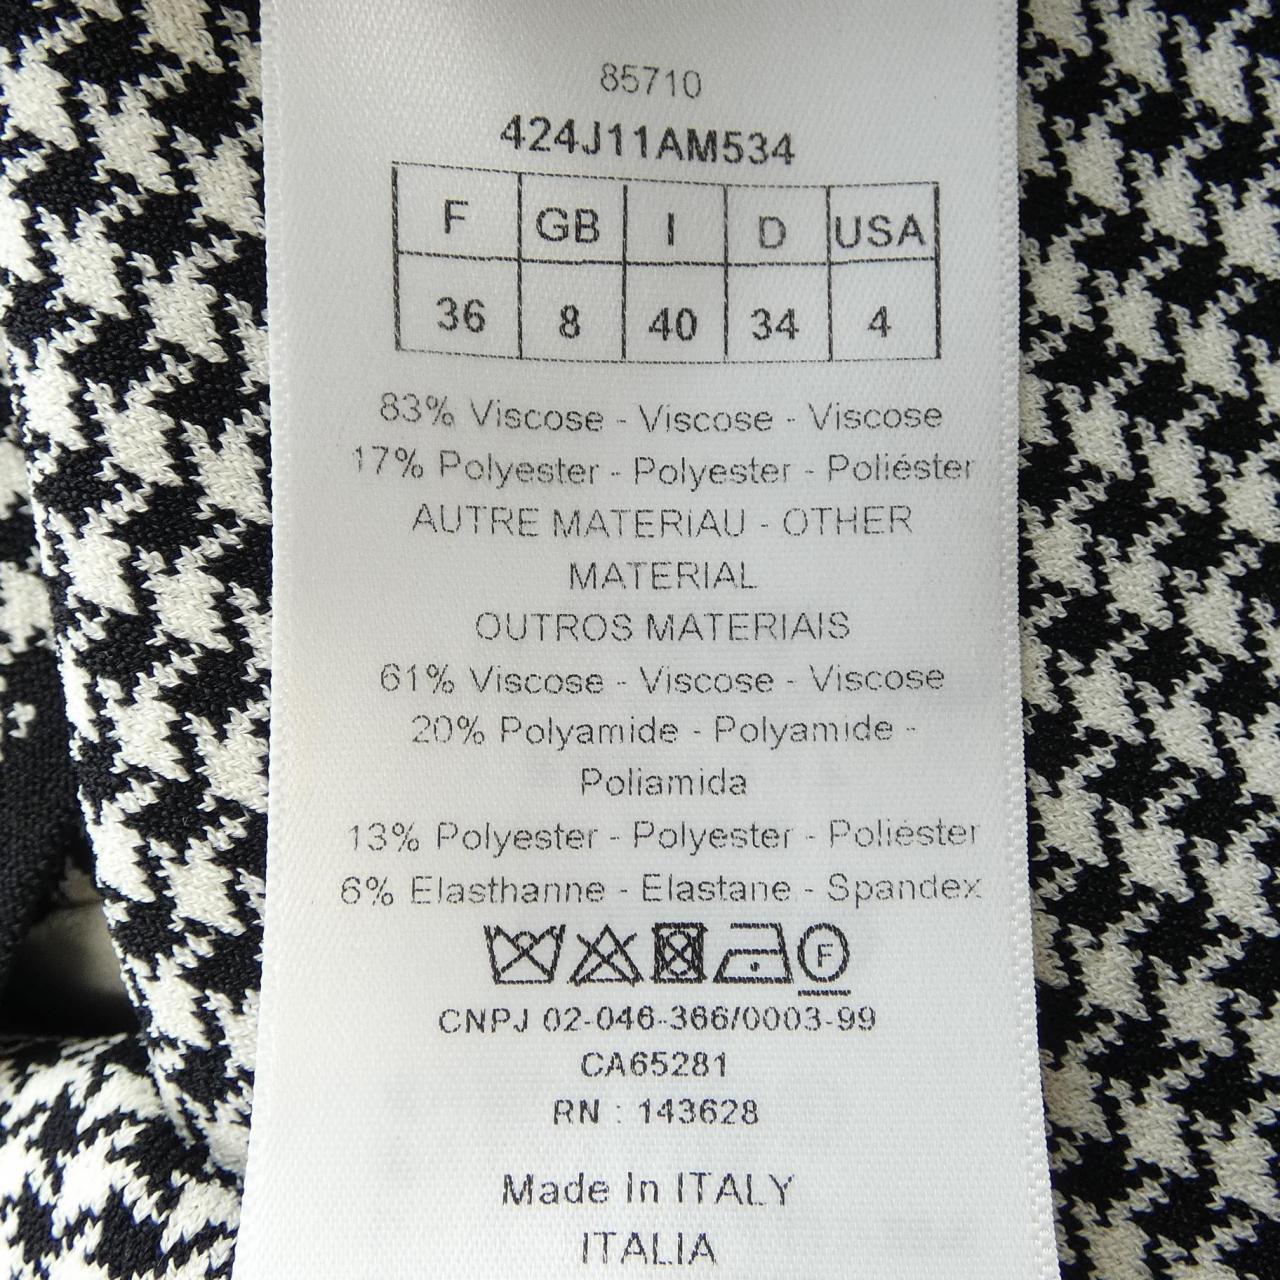 85710
424J11AM534
F GB I D USA
36 8 40 34 4
83% Viscose - Viscose - Viscose
17% Polyester - Polyester - Poliéster
AUTRE MATERIAU - OTHER
MATERIAL
OUTROS MATERIAIS
61% Viscose - Viscose - Viscose
20% Polyamide - Polyamide -
Poliamida
13% Polyester - Polyester - Poliéster
6% Elasthanne - Elastane - Spandex
F
CNPJ 02-046-366/0003-99
CA65281
RN : 143628
Made in ITALY
ITALIA